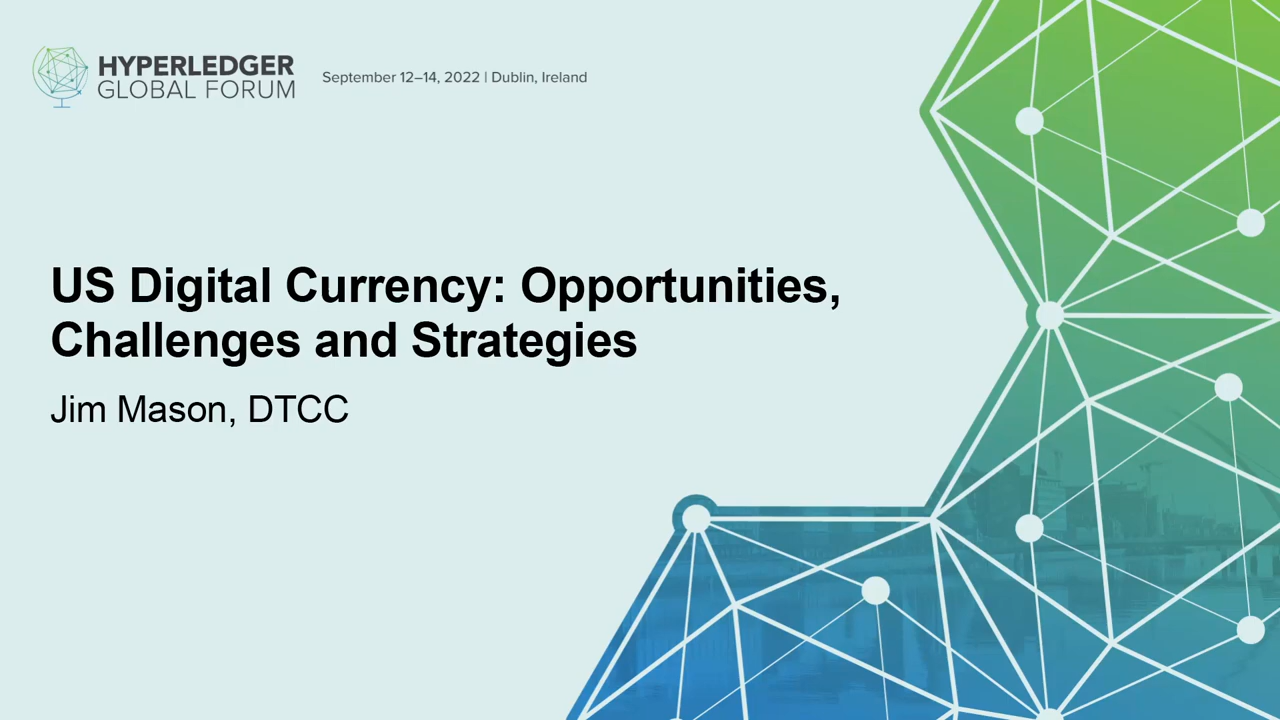 HYPERLEDGER
GLOBAL FORUM
September 12–14, 2022 | Dublin, Ireland
US Digital Currency: Opportunities,
Challenges and Strategies
Jim Mason, DTCC